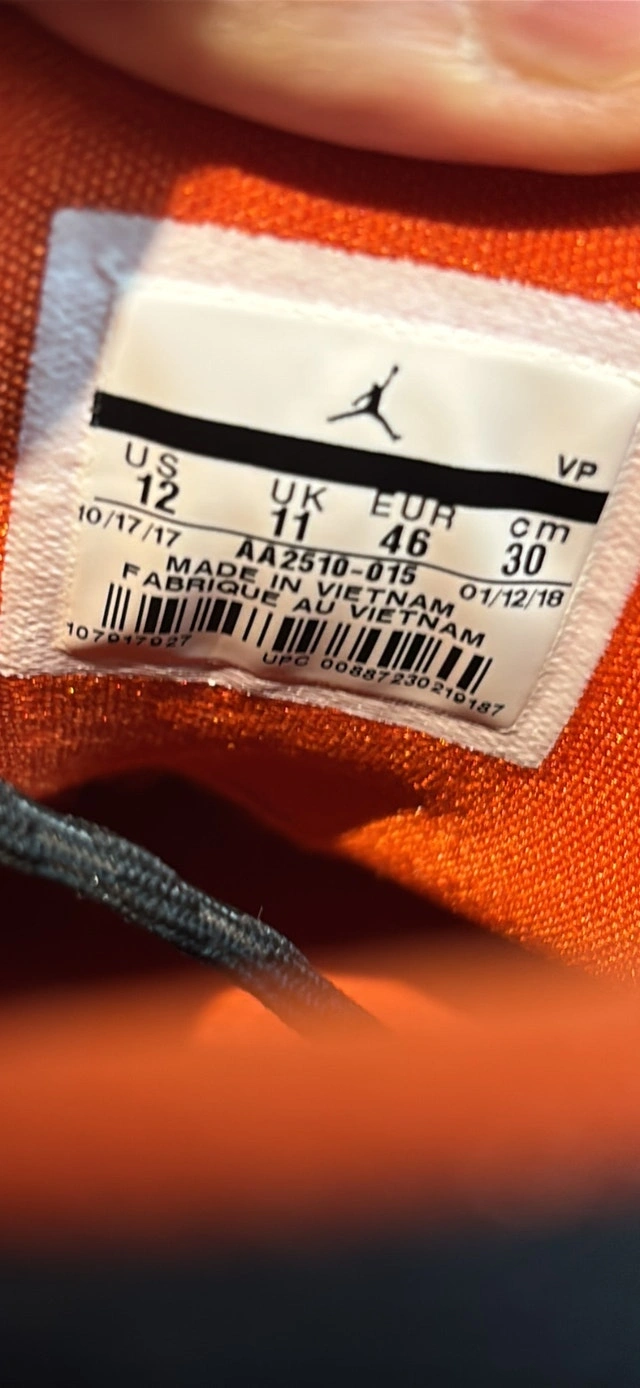 VP
US UK EUR cm
12 11 46 30
10/17/17 AA2510-015 01/12/18
MADE IN VIETNAM
FABRIQUE AU VIETNAM
107917927
UPC 00887230219187